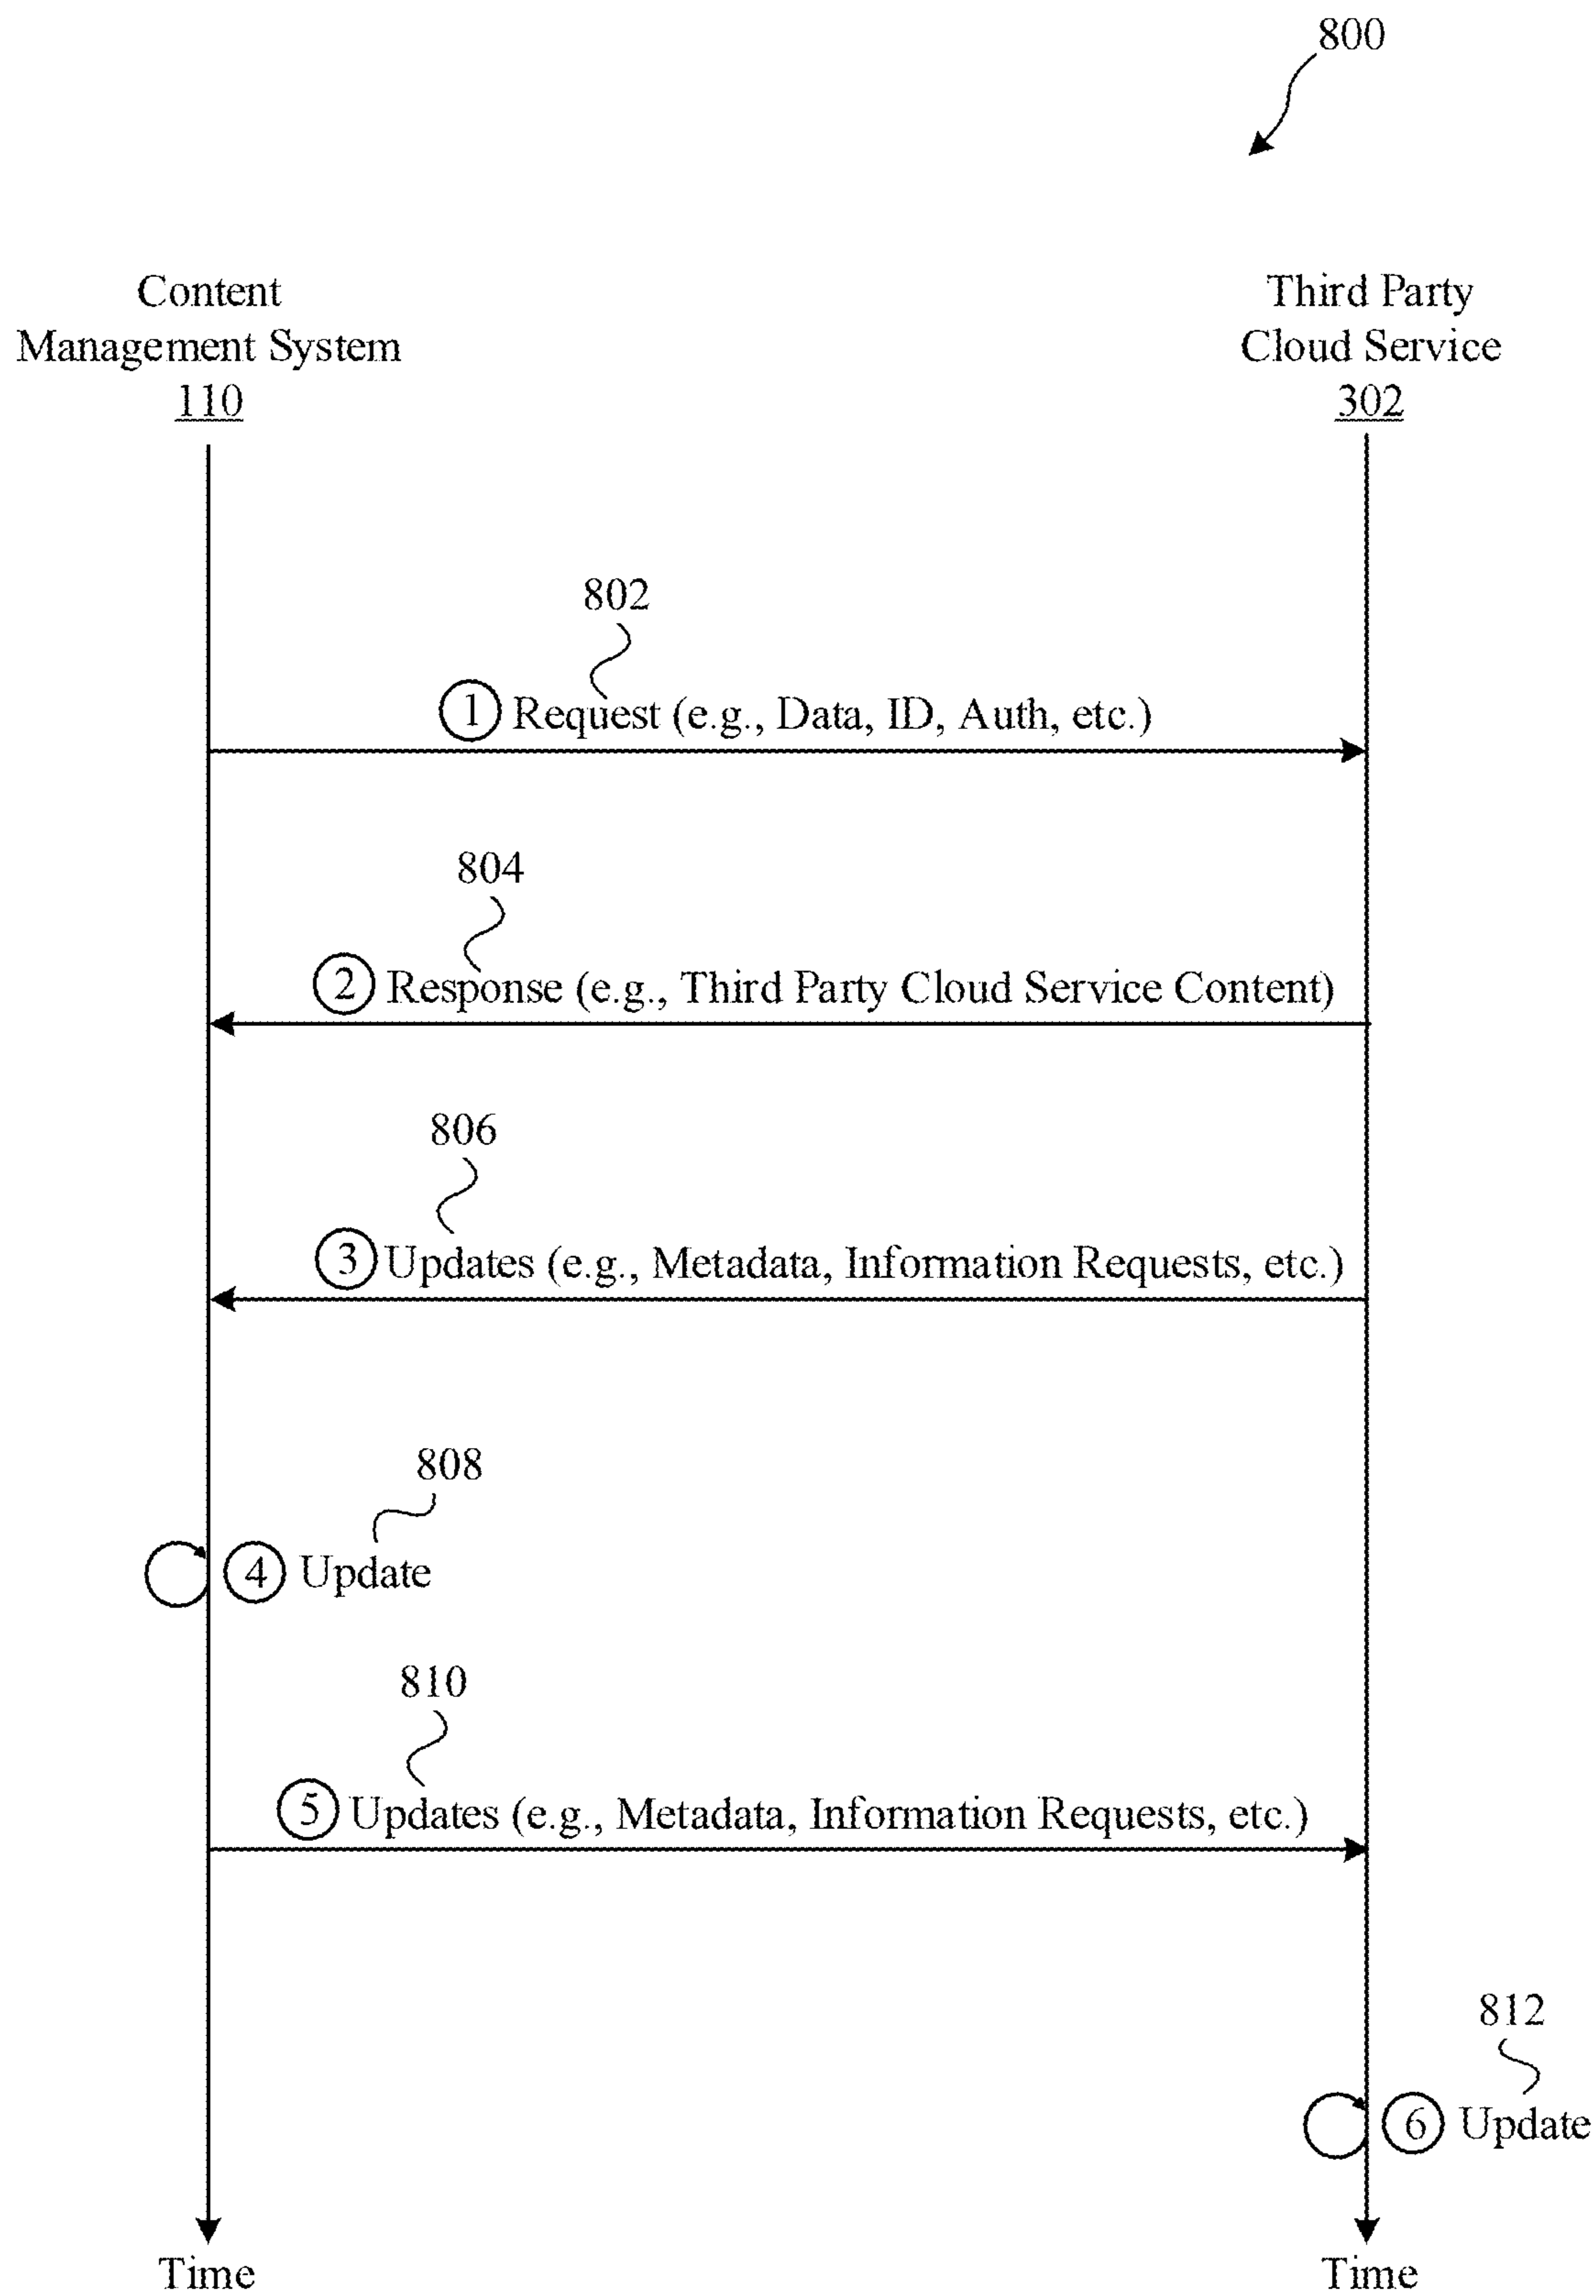 800
Content
Management System
110
Third Party
Cloud Service
302
802
1 Request (e.g., Data, ID, Auth, etc.)
804
2 Response (e.g., Third Party Cloud Service Content)
806
3 Updates (e.g., Metadata, Information Requests, etc.)
808
4 Update
810
5 Updates (e.g., Metadata, Information Requests, etc.)
812
6 Update
Time
Time